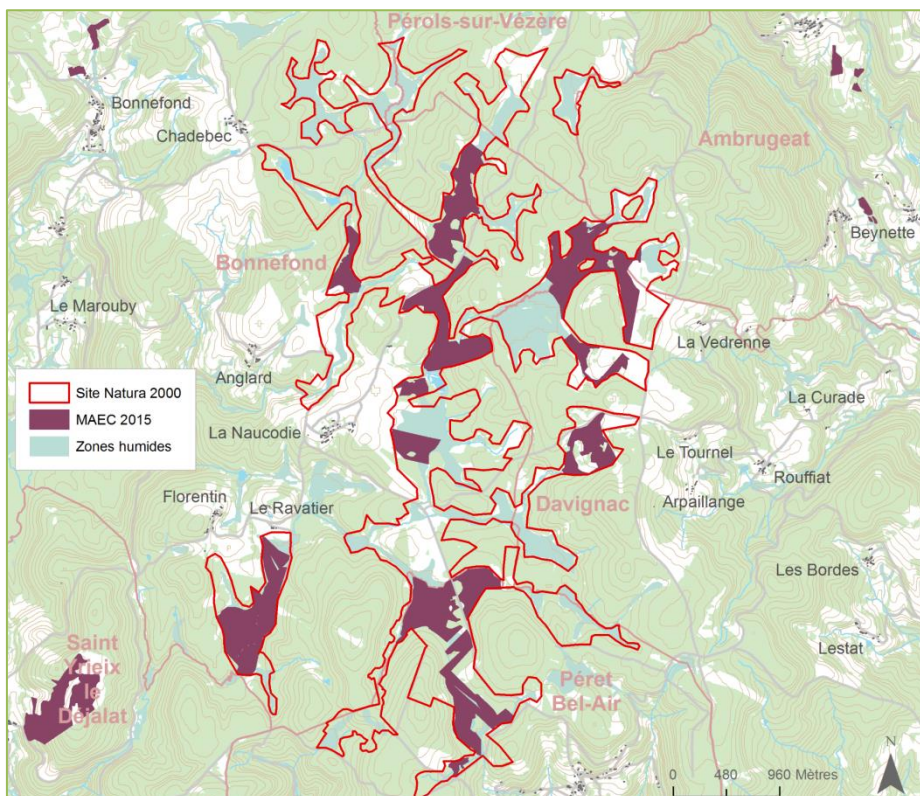 Pérols-sur-Vézère
Bonnefond
Chadebec
Ambrugeat
Beynette
Bonnefond
Le Marouby
La Vedrenne
Anglard
Site Natura 2000
MAEC 2015
Zones humides
La Curade
La Naucodie
Le Tournel
Rouffiat
Florentin
Le Ravatier
Arpaillange
Davignac
Les Bordes
Lestat
Saint
Yrieix
le
Déjalat
Péret
Bel-Air
N
0 480 960 Mètres